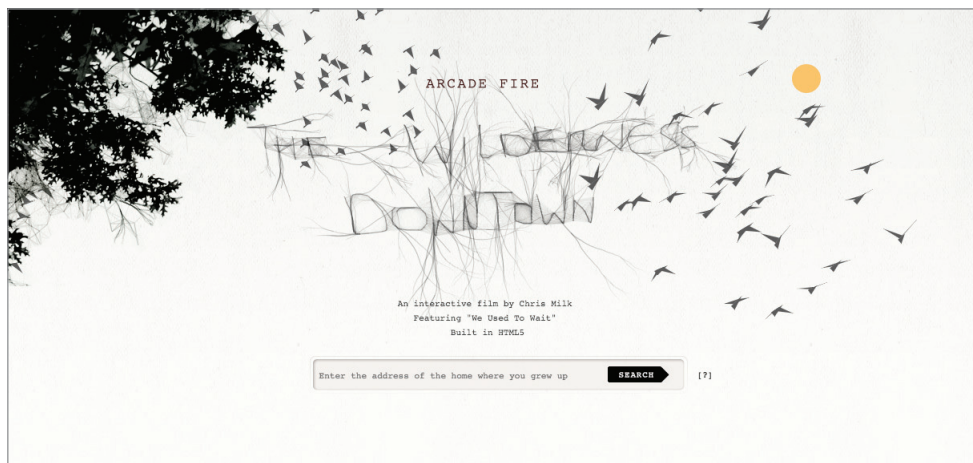 ARCADE FIRE
THE WILDERNESS
DOWNTOWN
An interactive film by Chris Milk
Featuring "We Used To Wait"
Built in HTML5
Enter the address of the home where you grew up
SEARCH
[?]